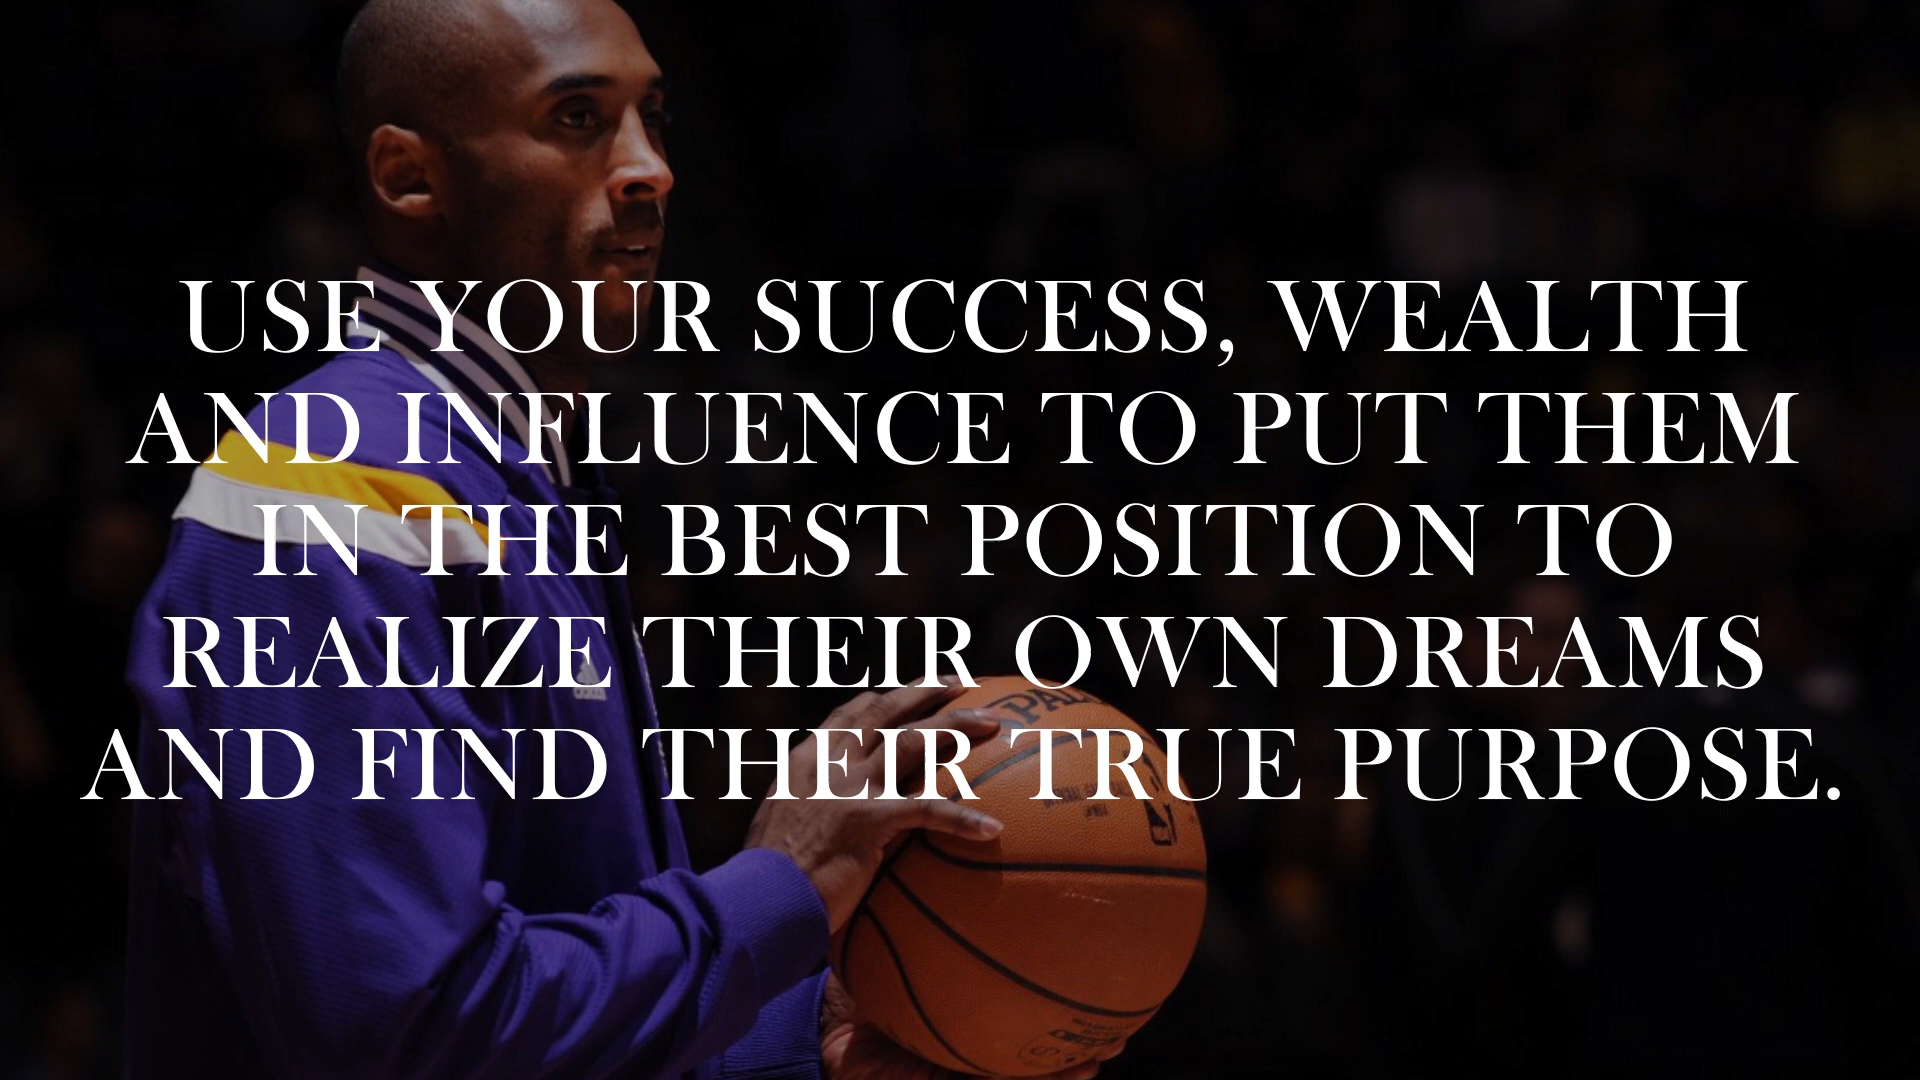 USE YOUR SUCCESS, WEALTH
AND INFLUENCE TO PUT THEM
IN THE BEST POSITION TO
REALIZE THEIR OWN DREAMS
AND FIND THEIR TRUE PURPOSE.
adidas